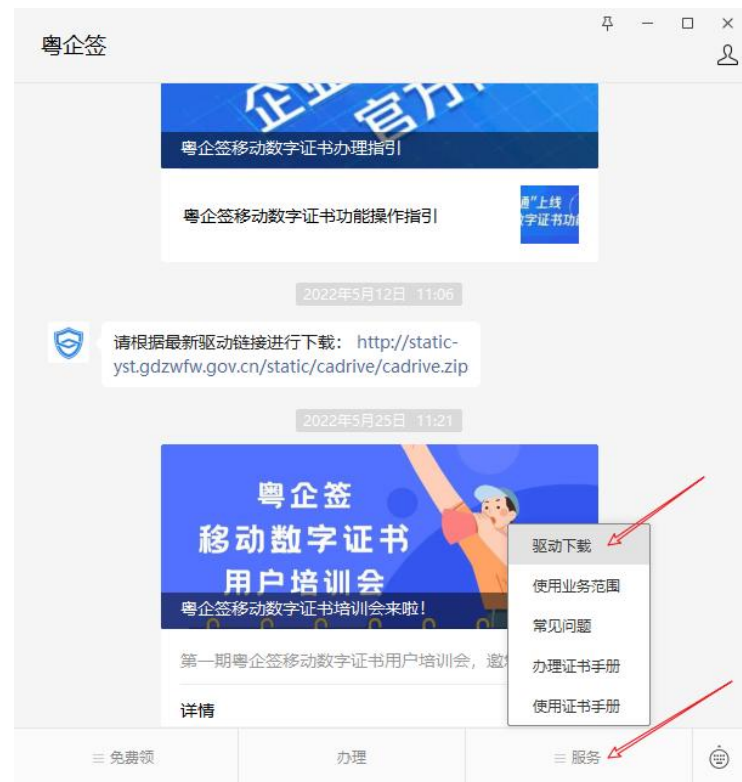 粤企签
企业
官方
粤企签移动数字证书办理指引
粤企签移动数字证书功能操作指引
通"上线
字证书功
2022年5月12日 11:06
请根据最新驱动链接进行下载： http://static-
yst.gdzwfw.gov.cn/static/cadrive/cadrive.zip
2022年5月25日 11:21
粤企签
移动数字证书
用户培训会
粤企签移动数字证书培训会来啦！
第一期粤企签移动数字证书用户培训会，邀
详情
驱动下载
使用业务范围
常见问题
办理证书手册
使用证书手册
免费领
办理
服务